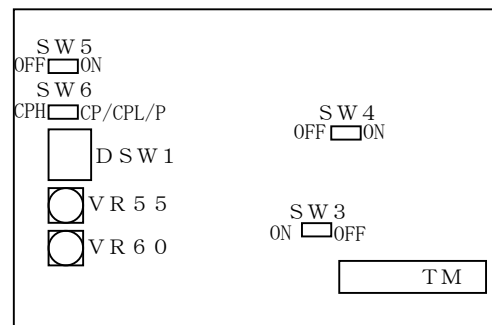 SW5
OFF ON
SW6
CPH CP/CPL/P
DSW1
VR55
VR60
SW4
OFF ON
SW3
ON OFF
TM